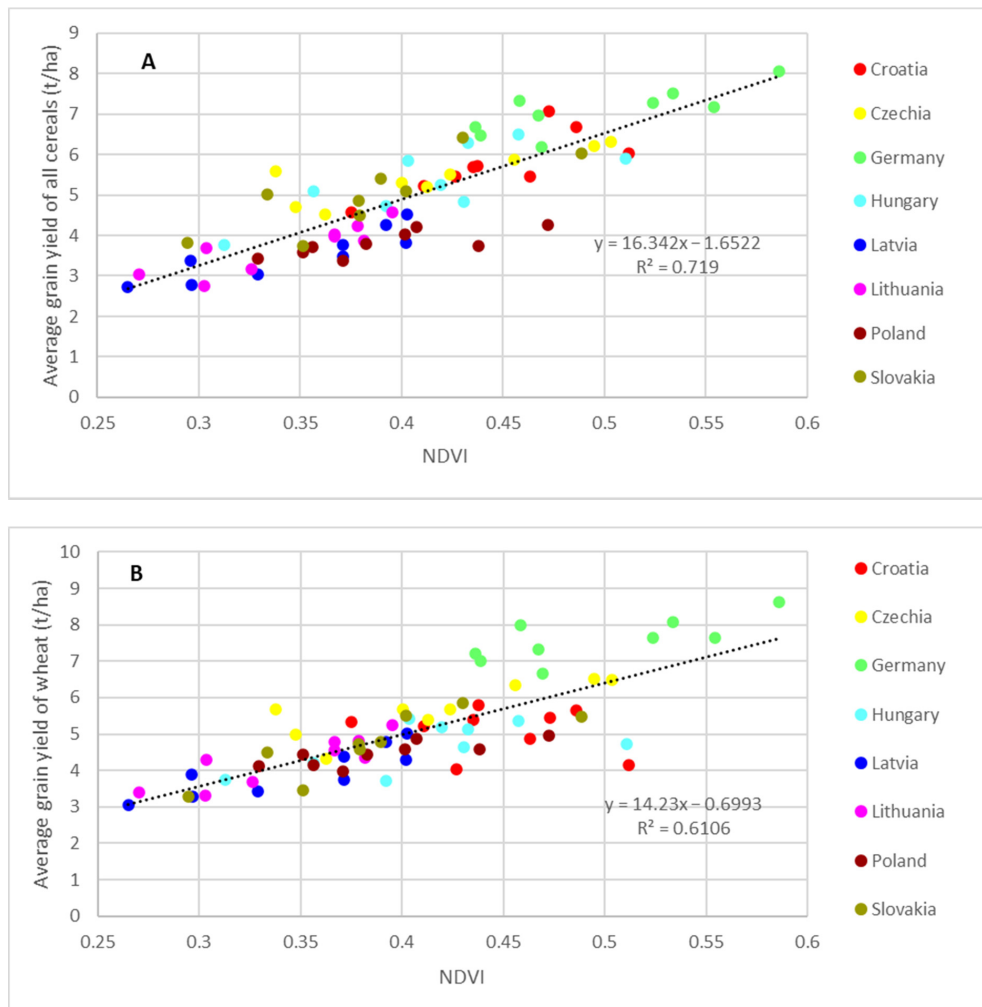 A
Average grain yield of all cereals (t/ha)
9
8
7
6
5
4
3
2
1
0
0.25 0.3 0.35 0.4 0.45 0.5 0.55 0.6
NDVI
y = 16.342x − 1.6522
R² = 0.719
Croatia
Czechia
Germany
Hungary
Latvia
Lithuania
Poland
Slovakia
B
Average grain yield of wheat (t/ha)
10
9
8
7
6
5
4
3
2
1
0
0.25 0.3 0.35 0.4 0.45 0.5 0.55 0.6
NDVI
y = 14.23x − 0.6993
R² = 0.6106
Croatia
Czechia
Germany
Hungary
Latvia
Lithuania
Poland
Slovakia